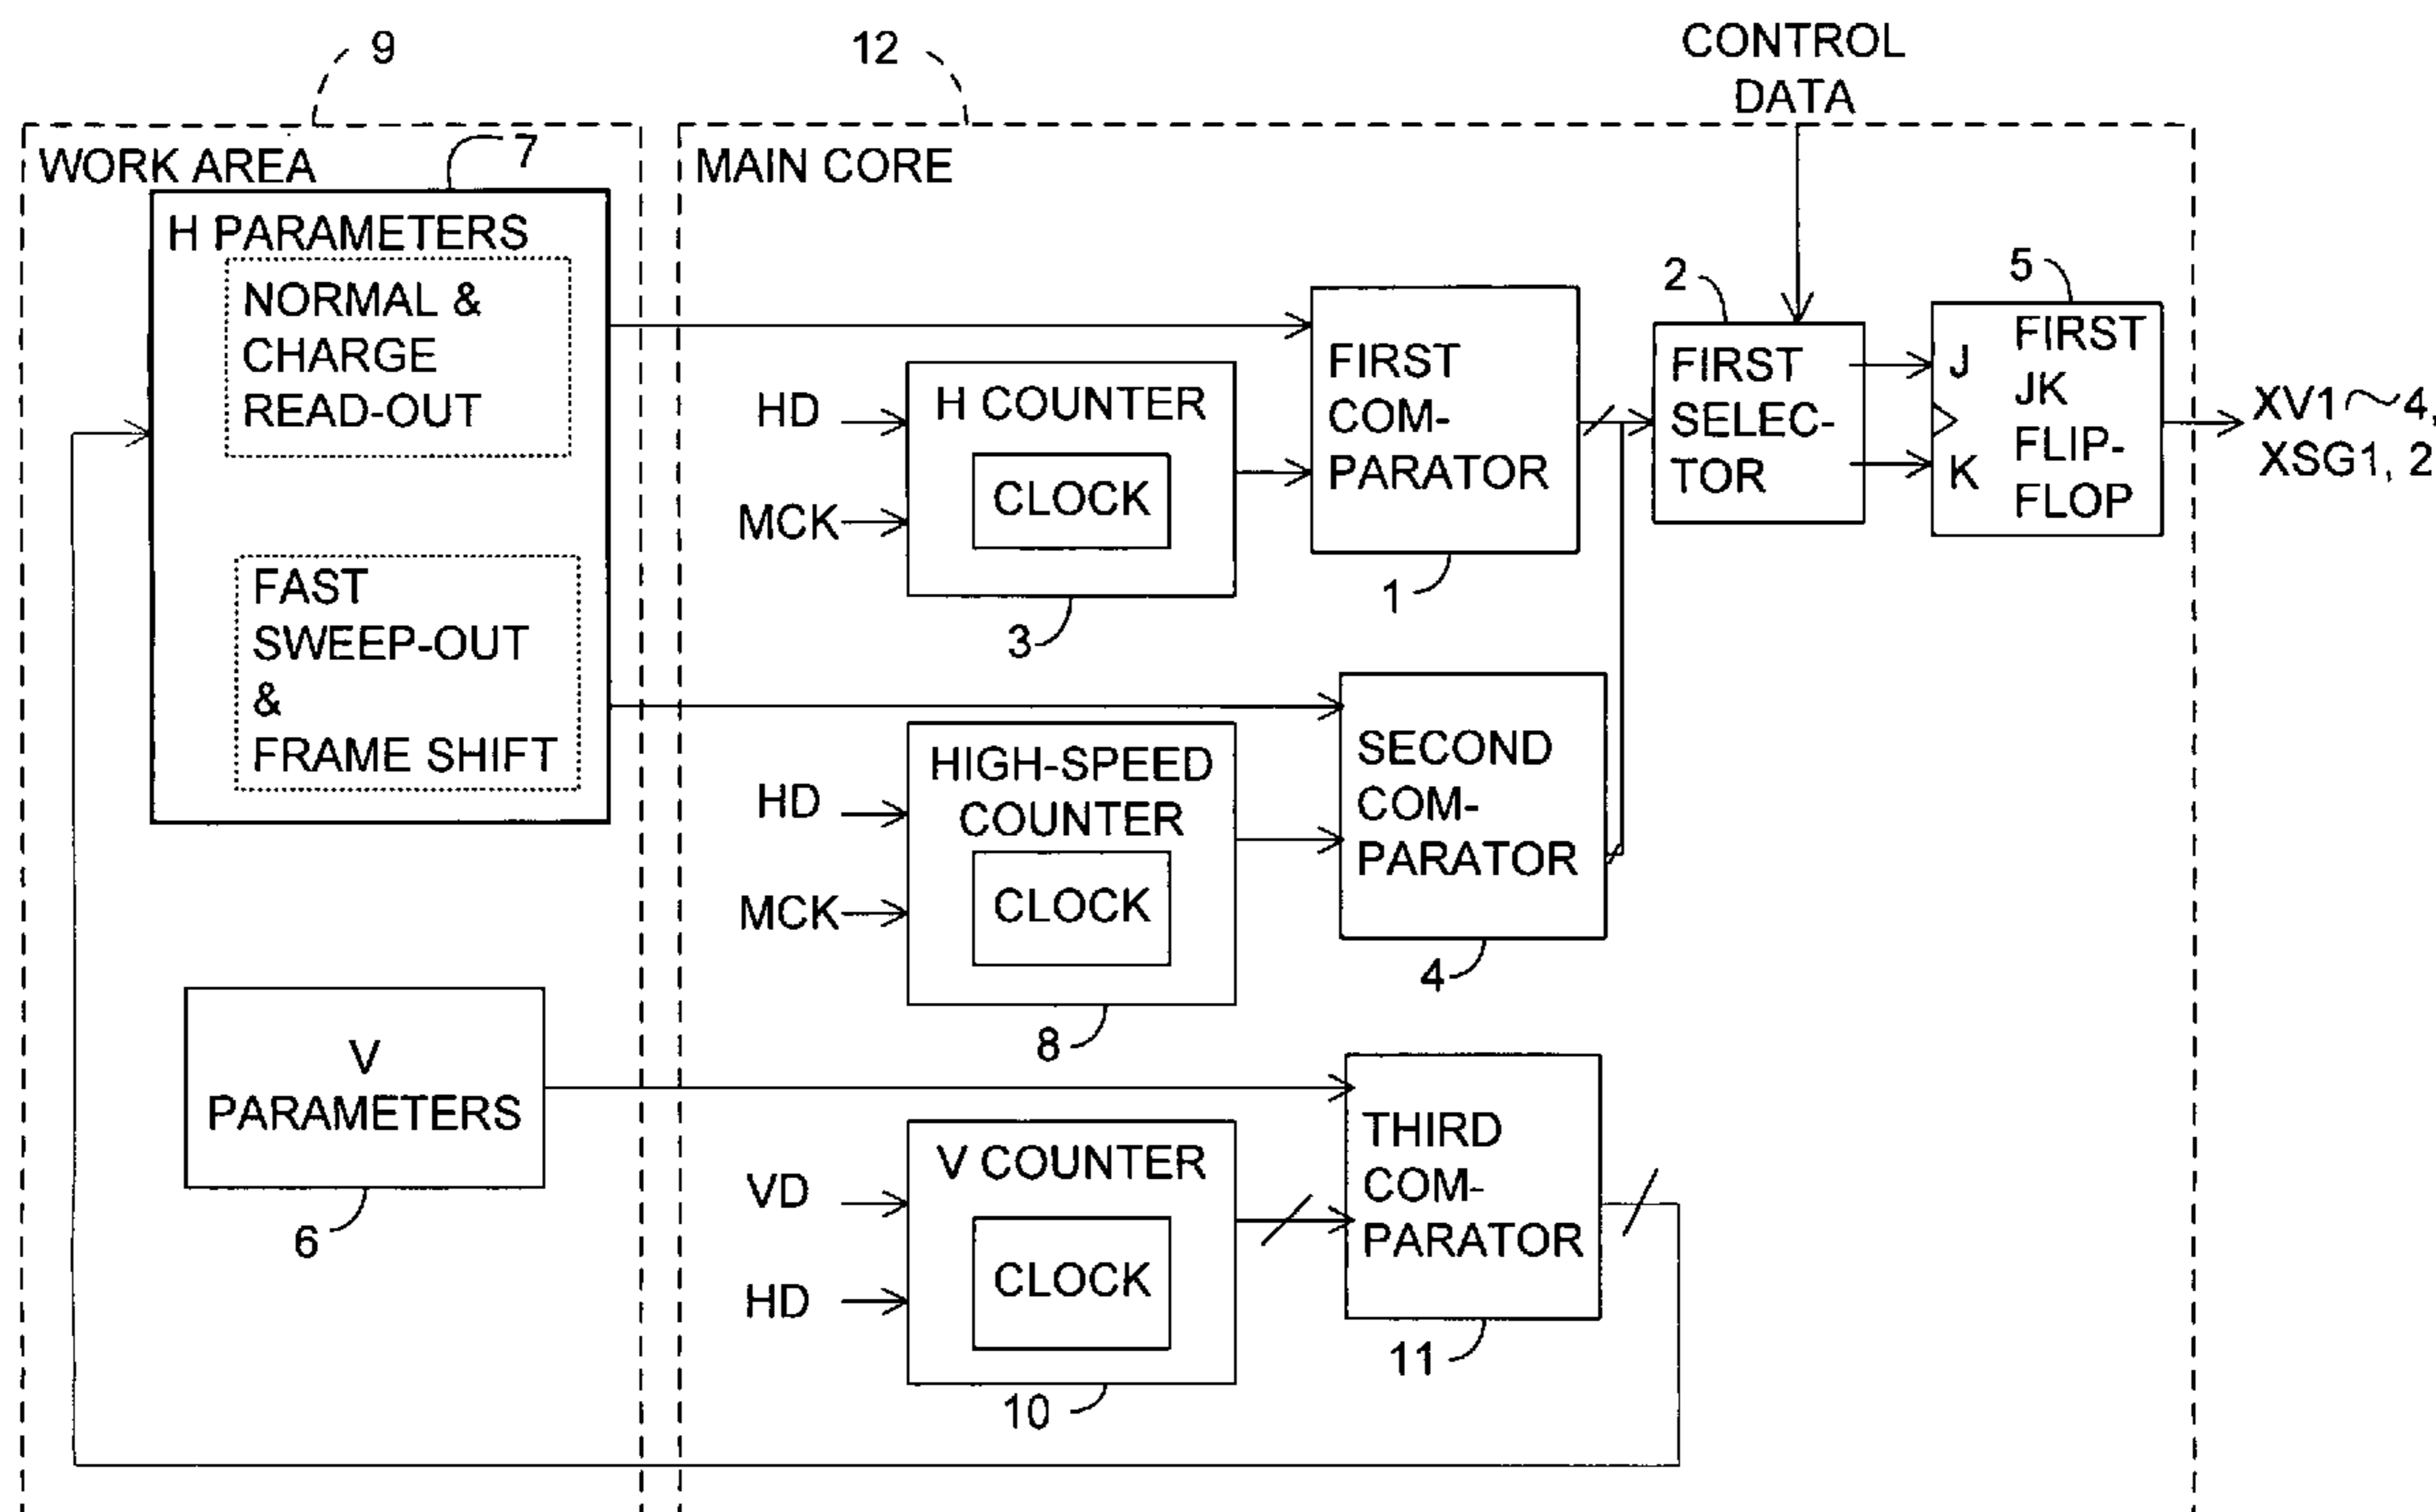 9
12
CONTROL
DATA
WORK AREA
7
MAIN CORE
H PARAMETERS
NORMAL &
CHARGE
READ-OUT
FAST
SWEEP-OUT
&
FRAME SHIFT
HD
MCK
H COUNTER
CLOCK
3
FIRST
COM-
PARATOR
1
2
FIRST
SELEC-
TOR
5
J
K
FIRST
JK
FLIP-
FLOP
XV1～4,
XSG1, 2
HD
MCK
HIGH-SPEED
COUNTER
CLOCK
8
SECOND
COM-
PARATOR
4
V
PARAMETERS
6
VD
HD
V COUNTER
CLOCK
10
THIRD
COM-
PARATOR
11